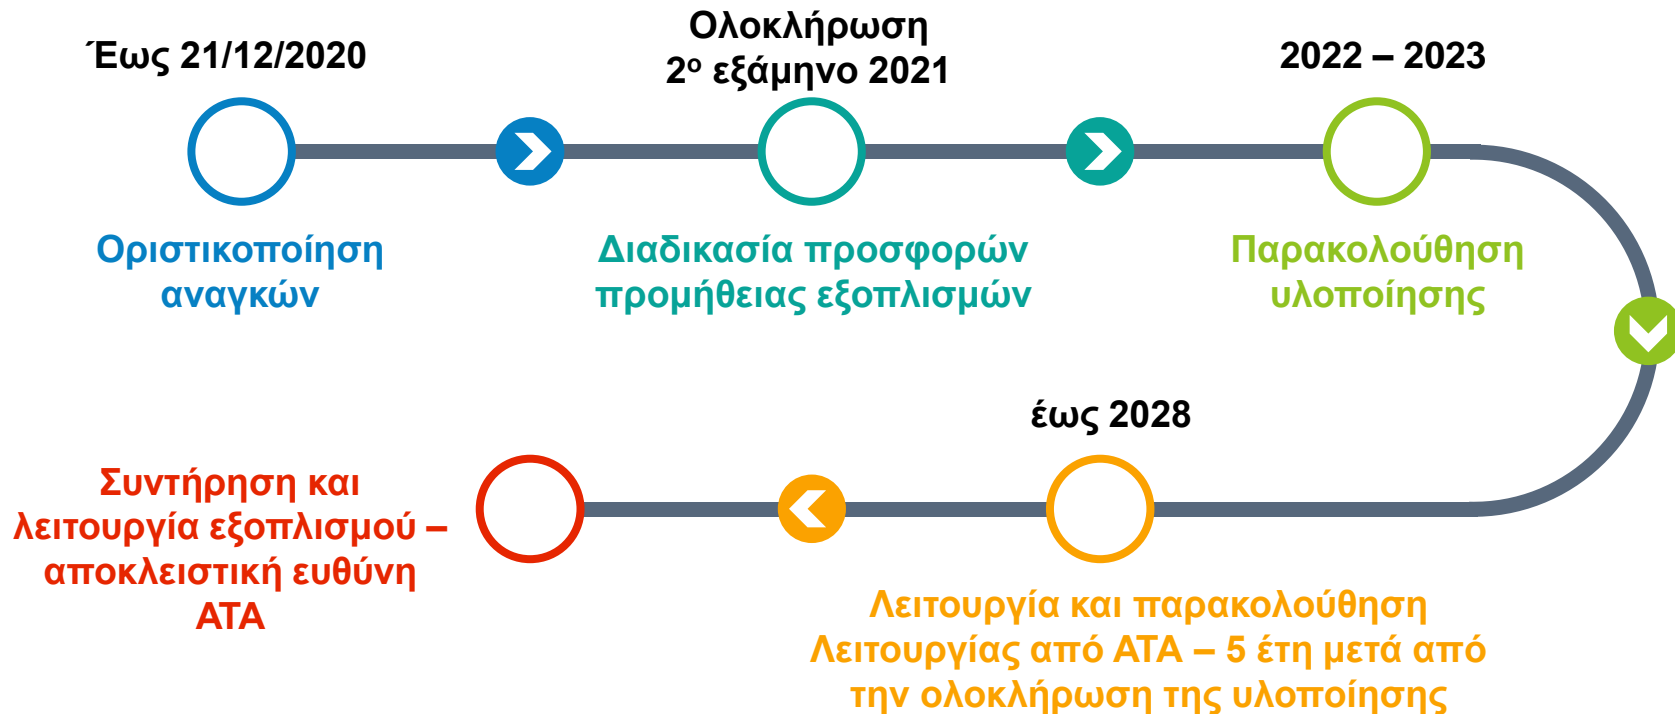 Έως 21/12/2020
Ολοκλήρωση
2ο εξάμηνο 2021
2022 – 2023
Οριστικοποίηση
αναγκών
Διαδικασία προσφορών
προμήθειας εξοπλισμών
Παρακολούθηση
υλοποίησης
έως 2028
Λειτουργία και παρακολούθηση
Λειτουργίας από ΑΤΑ – 5 έτη μετά από
την ολοκλήρωση της υλοποίησης
Συντήρηση και
λειτουργία εξοπλισμού –
αποκλειστική ευθύνη
ΑΤΑ